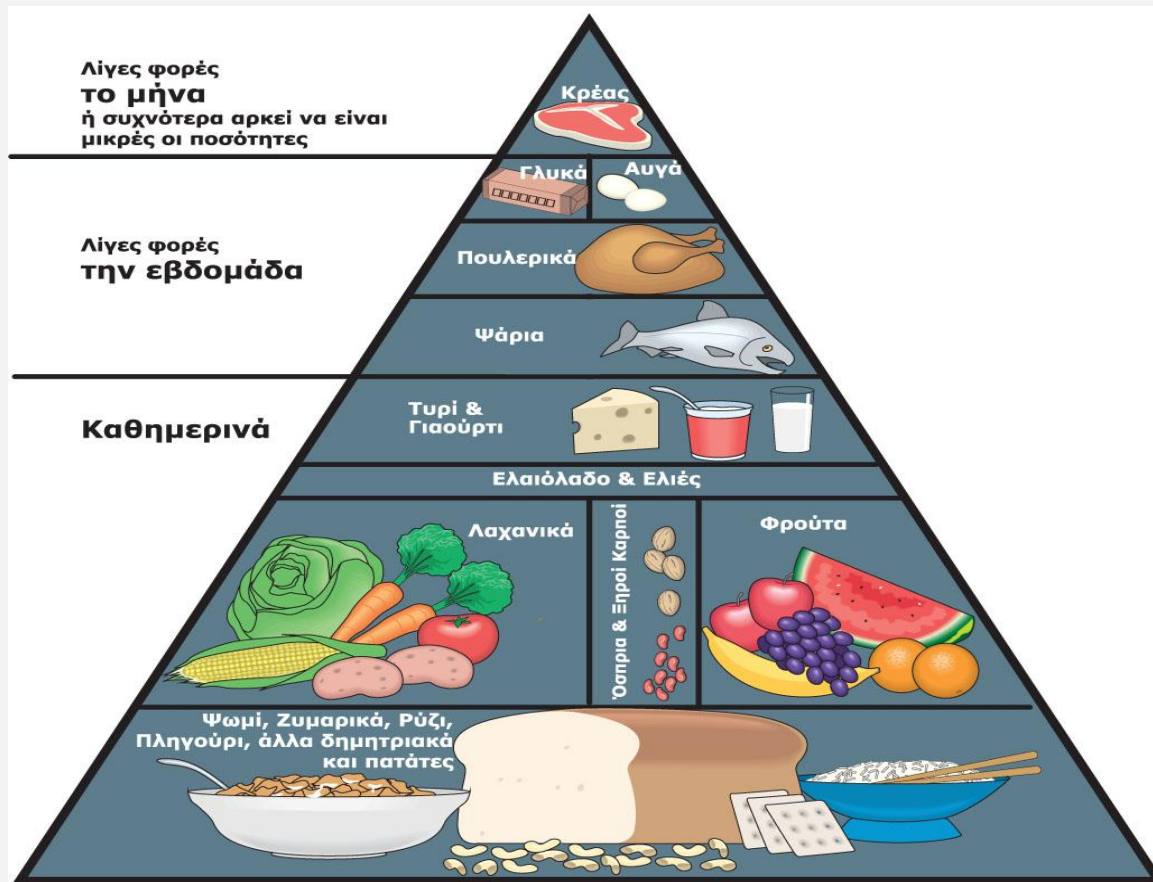 Λίγες φορές
το μήνα
ή συχνότερα αρκεί να είναι
μικρές οι ποσότητες
Κρέας
Γλυκά
Αυγά
Λίγες φορές
την εβδομάδα
Πουλερικά
Ψάρια
Καθημερινά
Τυρί &
Γιαούρτι
Ελαιόλαδο & Ελιές
Λαχανικά
Όσπρια & Ξηροί Καρποί
Φρούτα
Ψωμί, Ζυμαρικά, Ρύζι,
Πληγούρι, άλλα δημητριακά
και πατάτες